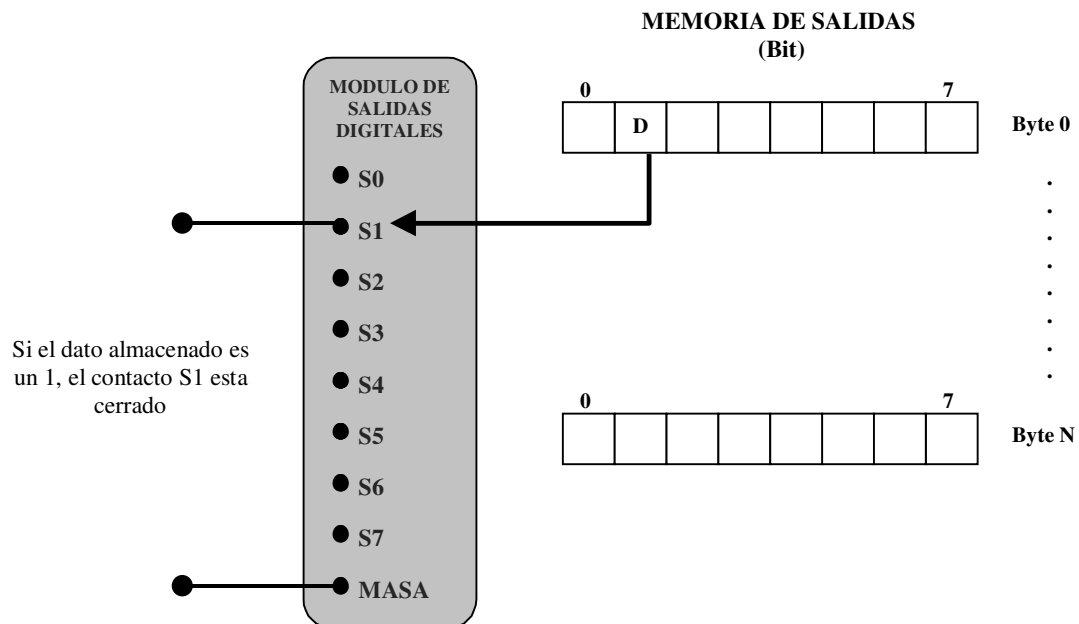 MEMORIA DE SALIDAS
(Bit)
MODULO DE
SALIDAS
DIGITALES
0 7
D
Byte 0
S0
S1
S2
S3
S4
S5
S6
S7
MASA
Si el dato almacenado es
un 1, el contacto S1 esta
cerrado
0 7
Byte N